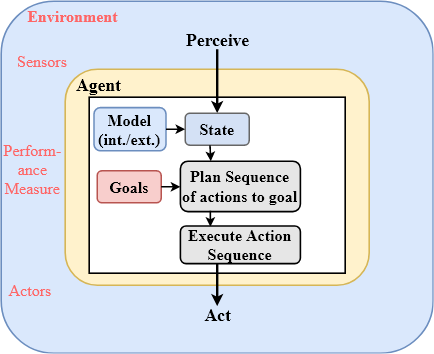 Environment
Perceive
Sensors
Agent
Model
(int./ext.)
State
Perform-
ance
Measure
Goals
Plan Sequence
of actions to goal
Execute Action
Sequence
Actors
Act